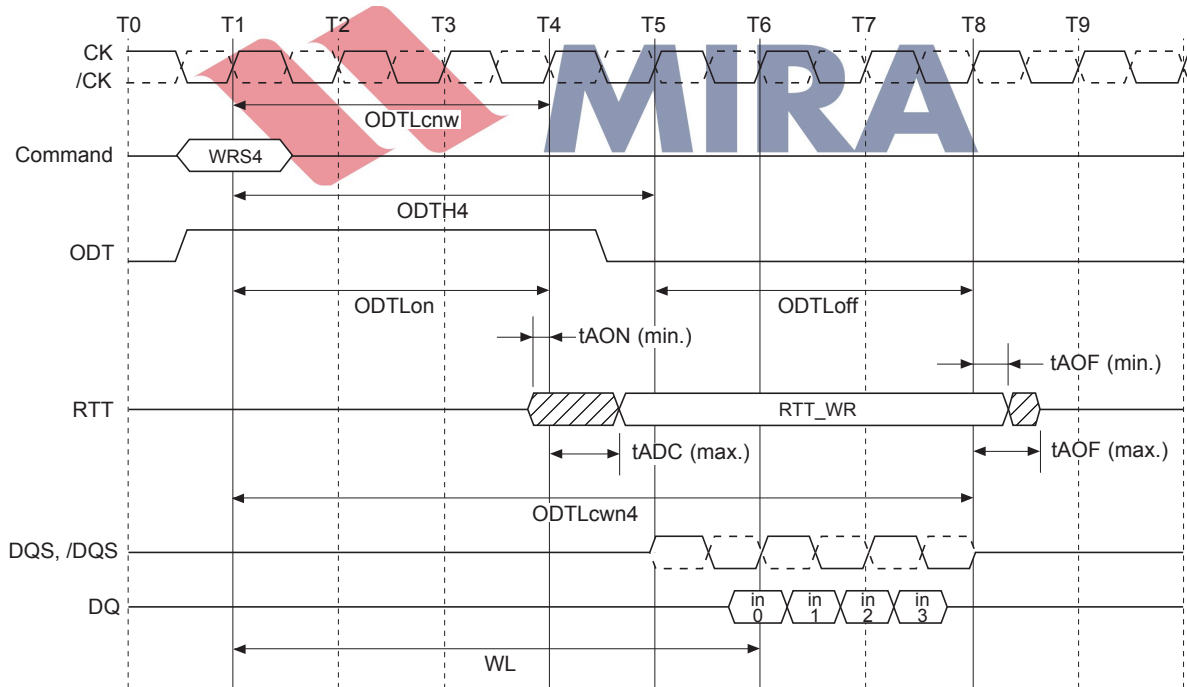 T0 T1 T2 T3 T4 T5 T6 T7 T8 T9
CK
/CK
MIRA
ODTLcnw
Command
WRS4
ODTH4
ODT
ODTLon
ODTLoff
tAON (min.)
tAOF (min.)
RTT
RTT_WR
tADC (max.)
tAOF (max.)
ODTLcwn4
DQS, /DQS
DQ
in 0
in 1
in 2
in 3
WL